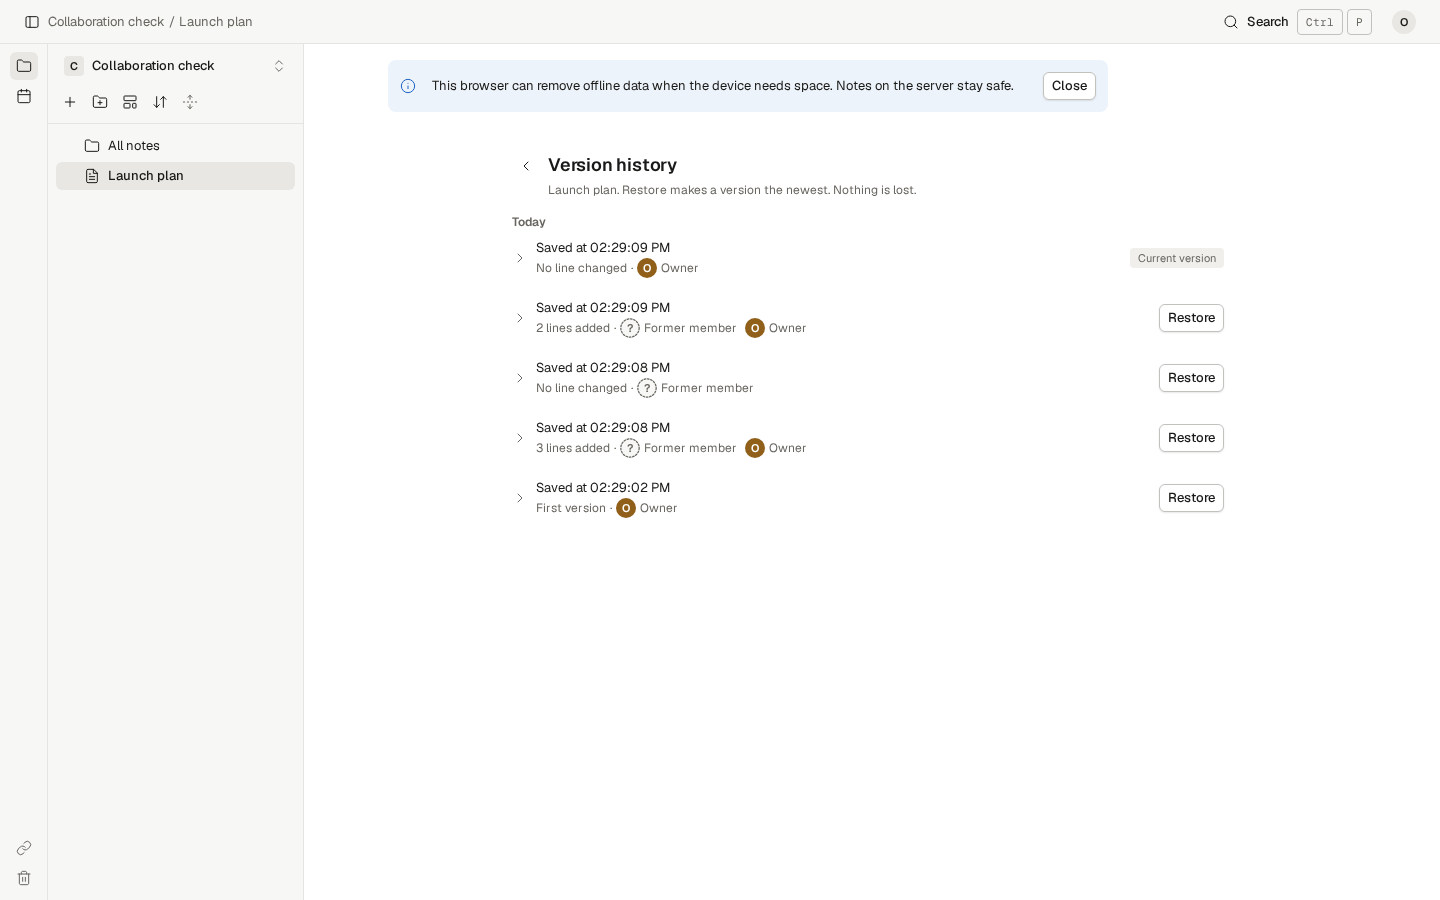 Collaboration check / Launch plan
Search Ctrl P O
C Collaboration check
All notes
Launch plan
This browser can remove offline data when the device needs space. Notes on the server stay safe. Close
Version history
Launch plan. Restore makes a version the newest. Nothing is lost.
Today
Saved at 02:29:09 PM
No line changed · O Owner
Current version
Saved at 02:29:09 PM
2 lines added · ? Former member O Owner
Restore
Saved at 02:29:08 PM
No line changed · ? Former member
Restore
Saved at 02:29:08 PM
3 lines added · ? Former member O Owner
Restore
Saved at 02:29:02 PM
First version · O Owner
Restore